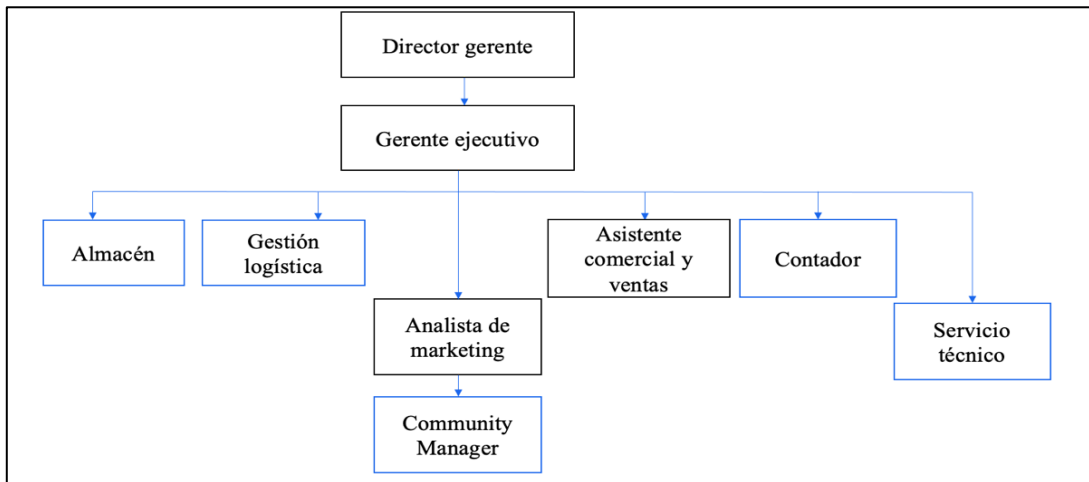 Director gerente
Gerente ejecutivo
Almacén
Gestión
logística
Asistente
comercial y
ventas
Contador
Analista de
marketing
Servicio
técnico
Community
Manager